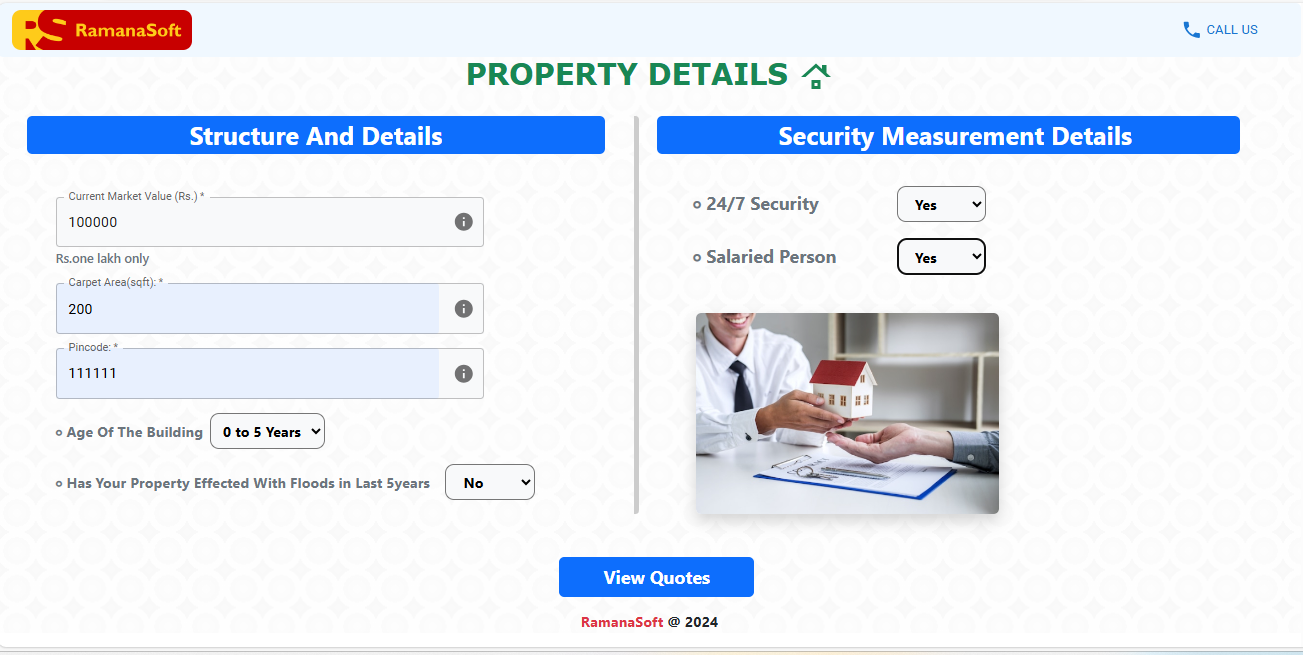 RS RamanaSoft
CALL US
PROPERTY DETAILS
Structure And Details
Current Market Value (Rs.) *
100000
Rs.one lakh only
Carpet Area(sqft): *
200
Pincode: *
111111
Age Of The Building 0 to 5 Years
Has Your Property Effected With Floods in Last 5years No
Security Measurement Details
24/7 Security Yes
Salaried Person Yes
View Quotes
RamanaSoft @ 2024